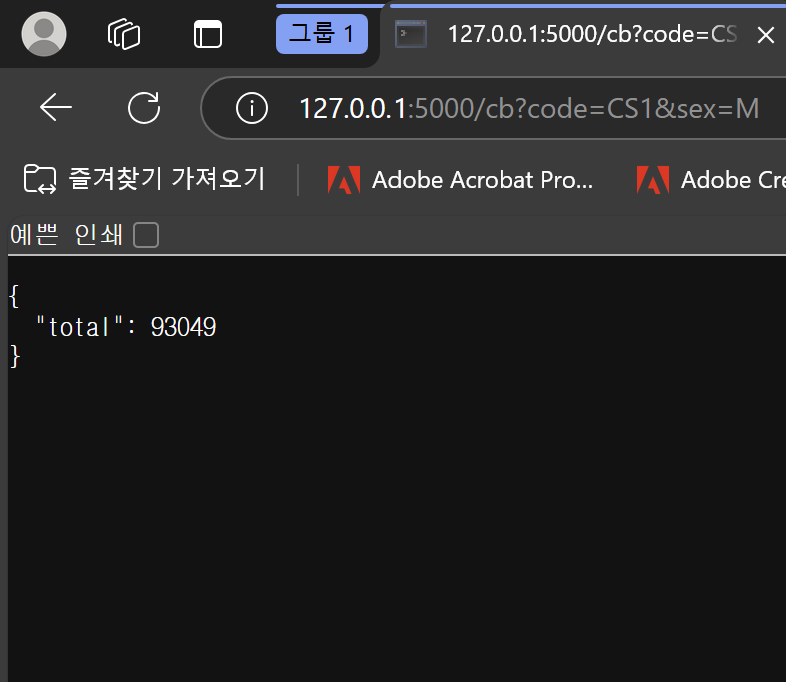 그룹 1
127.0.0.1:5000/cb?code=CS
127.0.0.1:5000/cb?code=CS1&sex=M
즐겨찾기 가져오기
Adobe Acrobat Pro...
Adobe Cre
예쁜 인쇄
{
"total": 93049
}